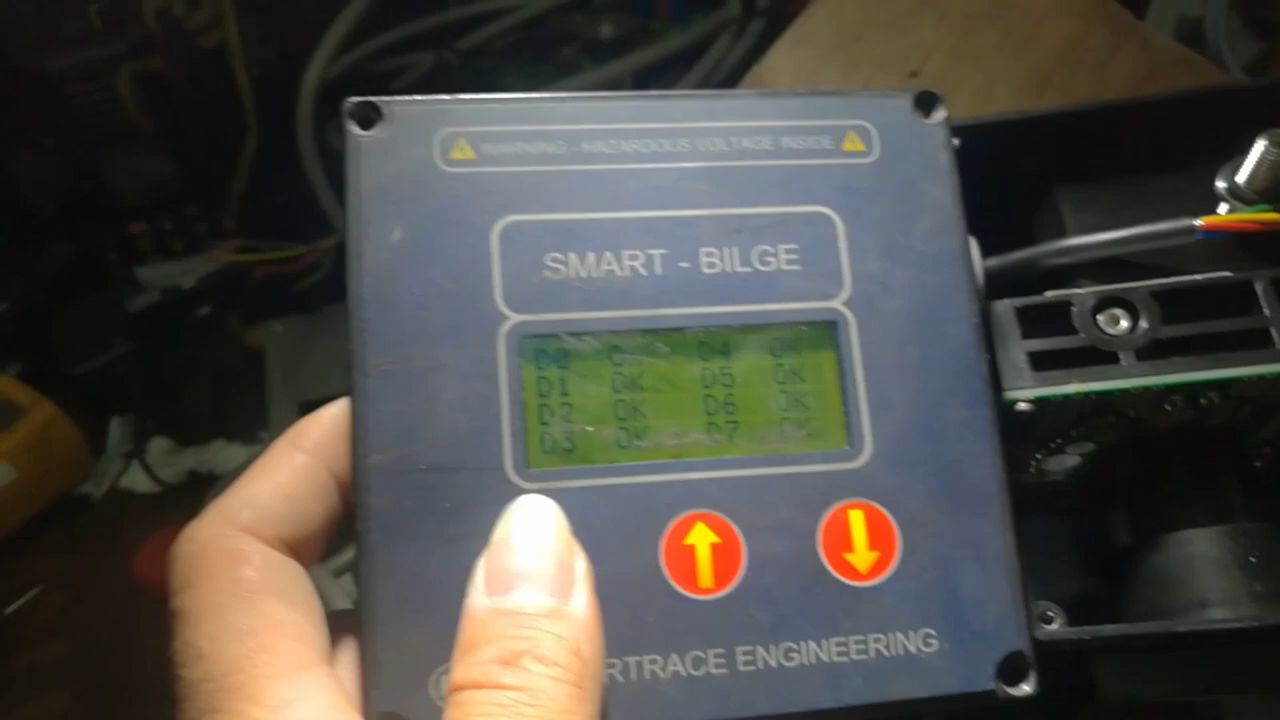 WARNING - HAZARDOUS VOLTAGE INSIDE
SMART - BILGE
D0 D4 OK
D1 OK D5 OK
D2 OK D6 OK
D3 OK D7 OK
RTRACE ENGINEERING